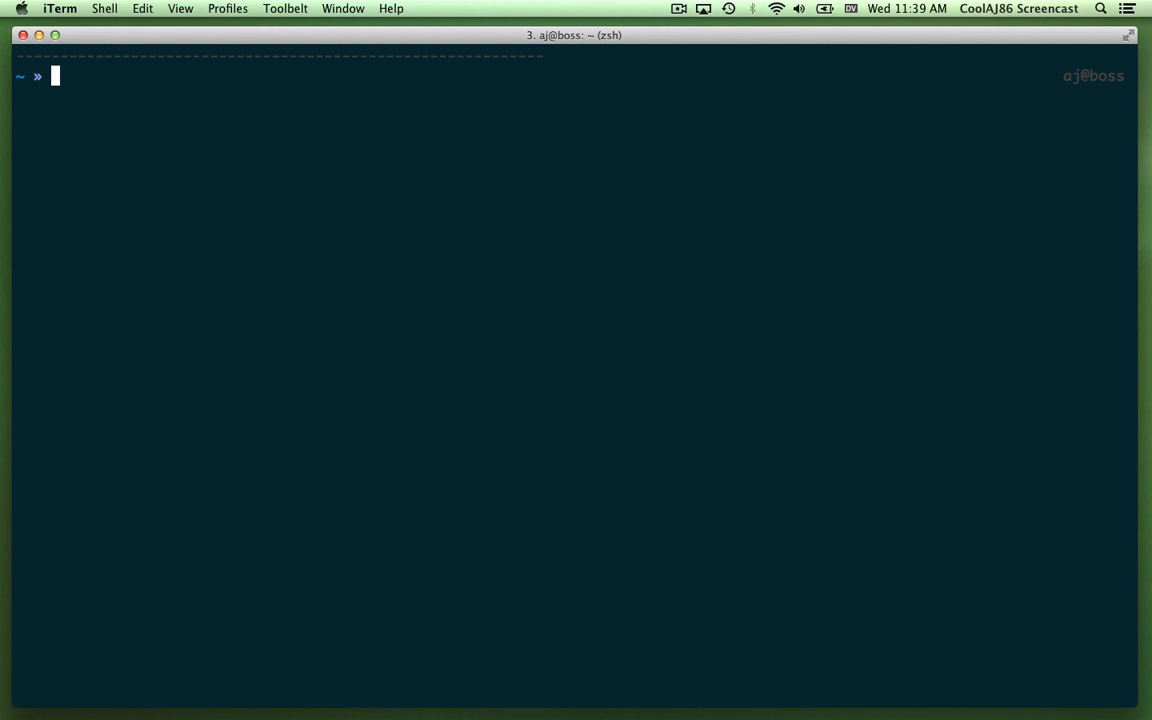 iTerm Shell Edit View Profiles Toolbelt Window Help DV Wed 11:39 AM CoolAJ86 Screencast
3. aj@boss: ~ (zsh)
~ » aj@boss